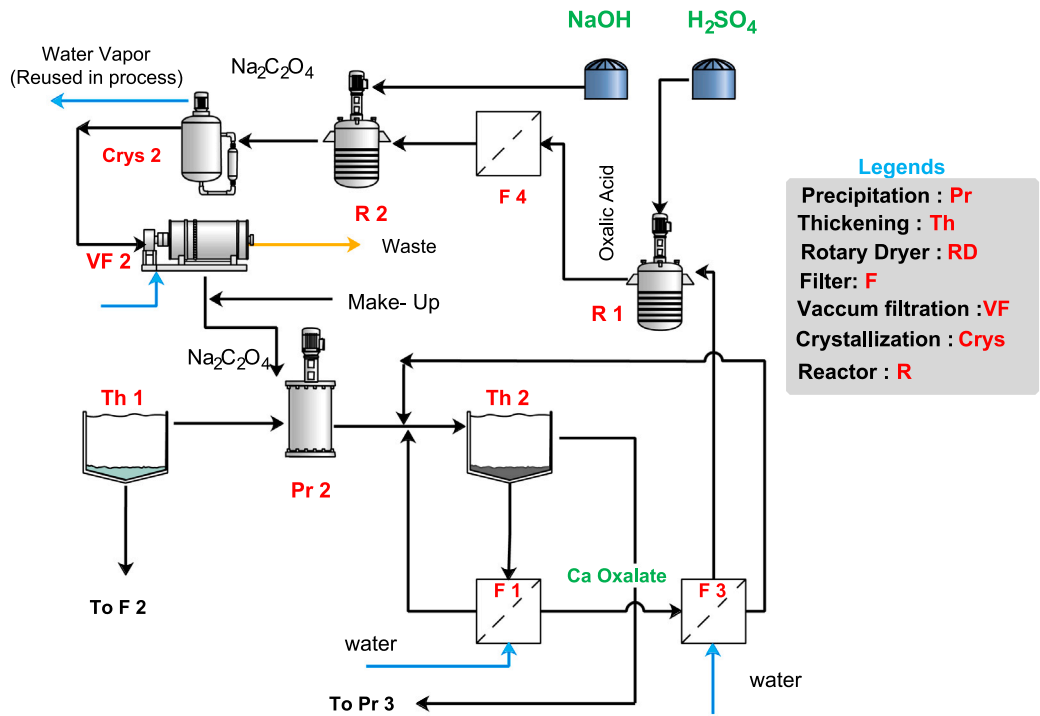 NaOH
H₂SO₄
Water Vapor
(Reused in process)
Na₂C₂O₄
Crys 2
R 2
F 4
Oxalic Acid
R 1
VF 2
Waste
Make- Up
Na₂C₂O₄
Th 1
Pr 2
Th 2
To F 2
F 1
Ca Oxalate
F 3
water
water
To Pr 3
Legends
Precipitation : Pr
Thickening : Th
Rotary Dryer : RD
Filter: F
Vaccum filtration :VF
Crystallization : Crys
Reactor : R